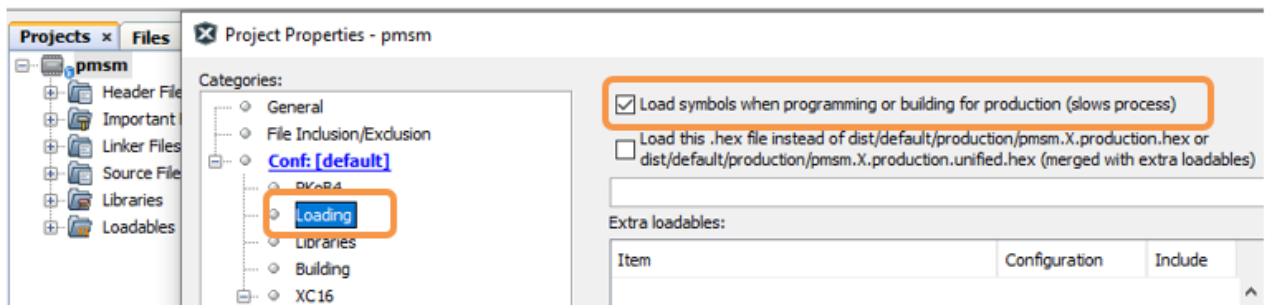 Projects × Files
Project Properties - pmsm
pmsm
Header File
Important
Linker Files
Source File
Libraries
Loadables
Categories:
General
File Inclusion/Exclusion
Conf: [default]
PKoB4
Loading
Libraries
Building
XC16
Load symbols when programming or building for production (slows process)
Load this .hex file instead of dist/default/production/pmsm.X.production.hex or
dist/default/production/pmsm.X.production.unified.hex (merged with extra loadables)
Extra loadables:
Item Configuration Include